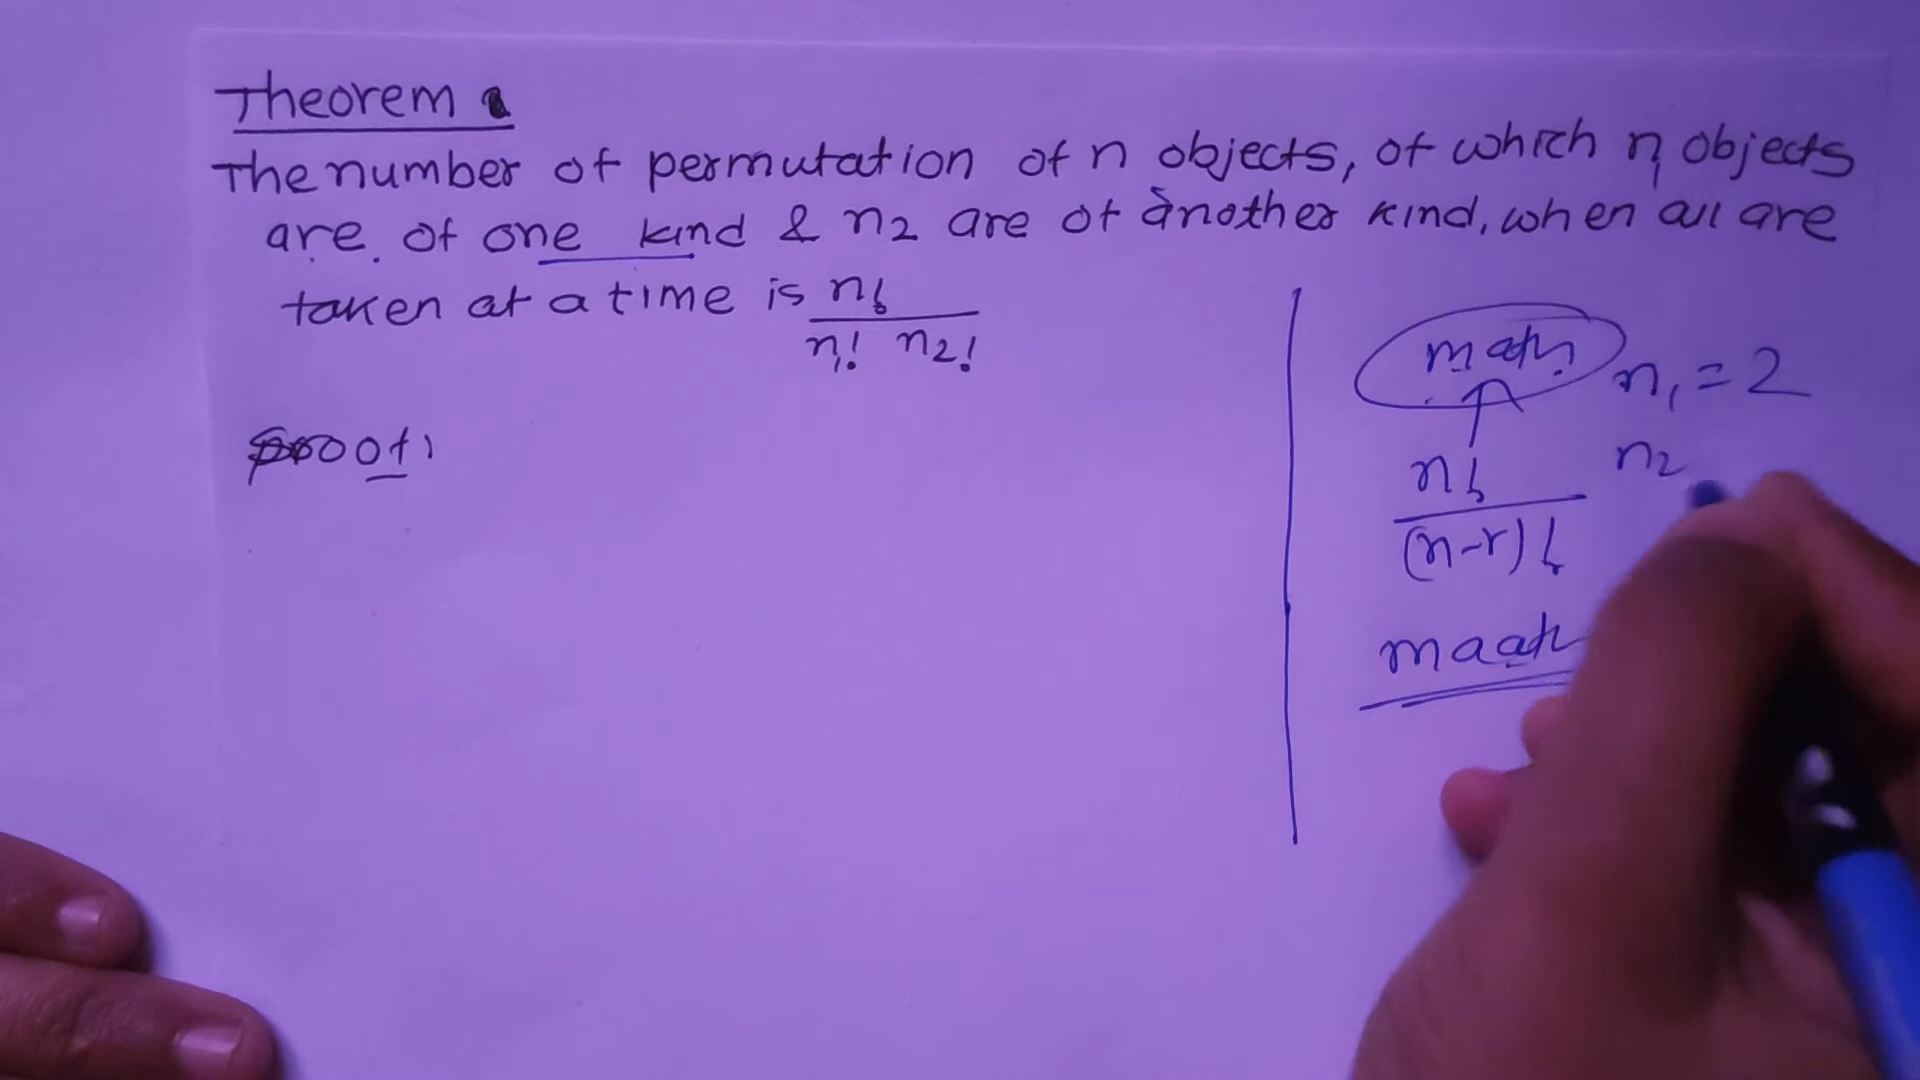 Theorem
The number of permutation of n objects, of which n₁ objects
are of one kind & n2 are of another kind, when all are
taken at a time is n!
n₁! n2!
proof:
math
n₁ = 2
n2
n!
(n-r)!
maath